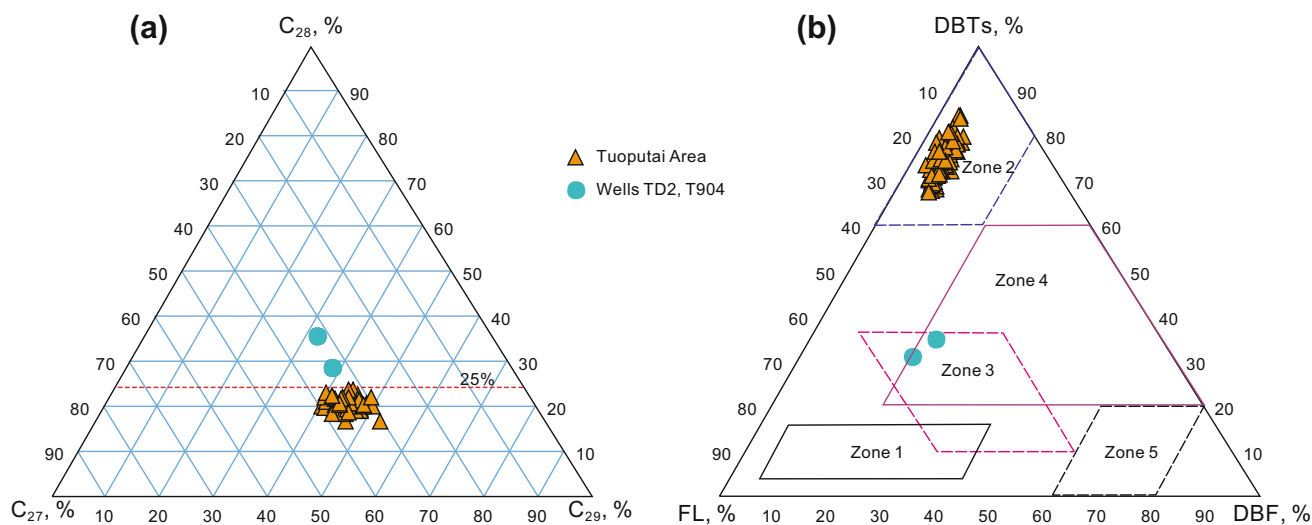 (a)
C₂₈, %
10 90
20 80
30 70
40 60
50 50
60 40
70 30
25%
80 20
90 10
C₂₇, % C₂₉, %
10 20 30 40 50 60 70 80 90
Tuoputai Area
Wells TD2, T904
(b)
DBTs, %
10 90
20 80
Zone 2
30 70
40 60
50 50
Zone 4
60 40
70 30
Zone 3
80 20
Zone 1
Zone 5
90 10
FL, % DBF, %
10 20 30 40 50 60 70 80 90